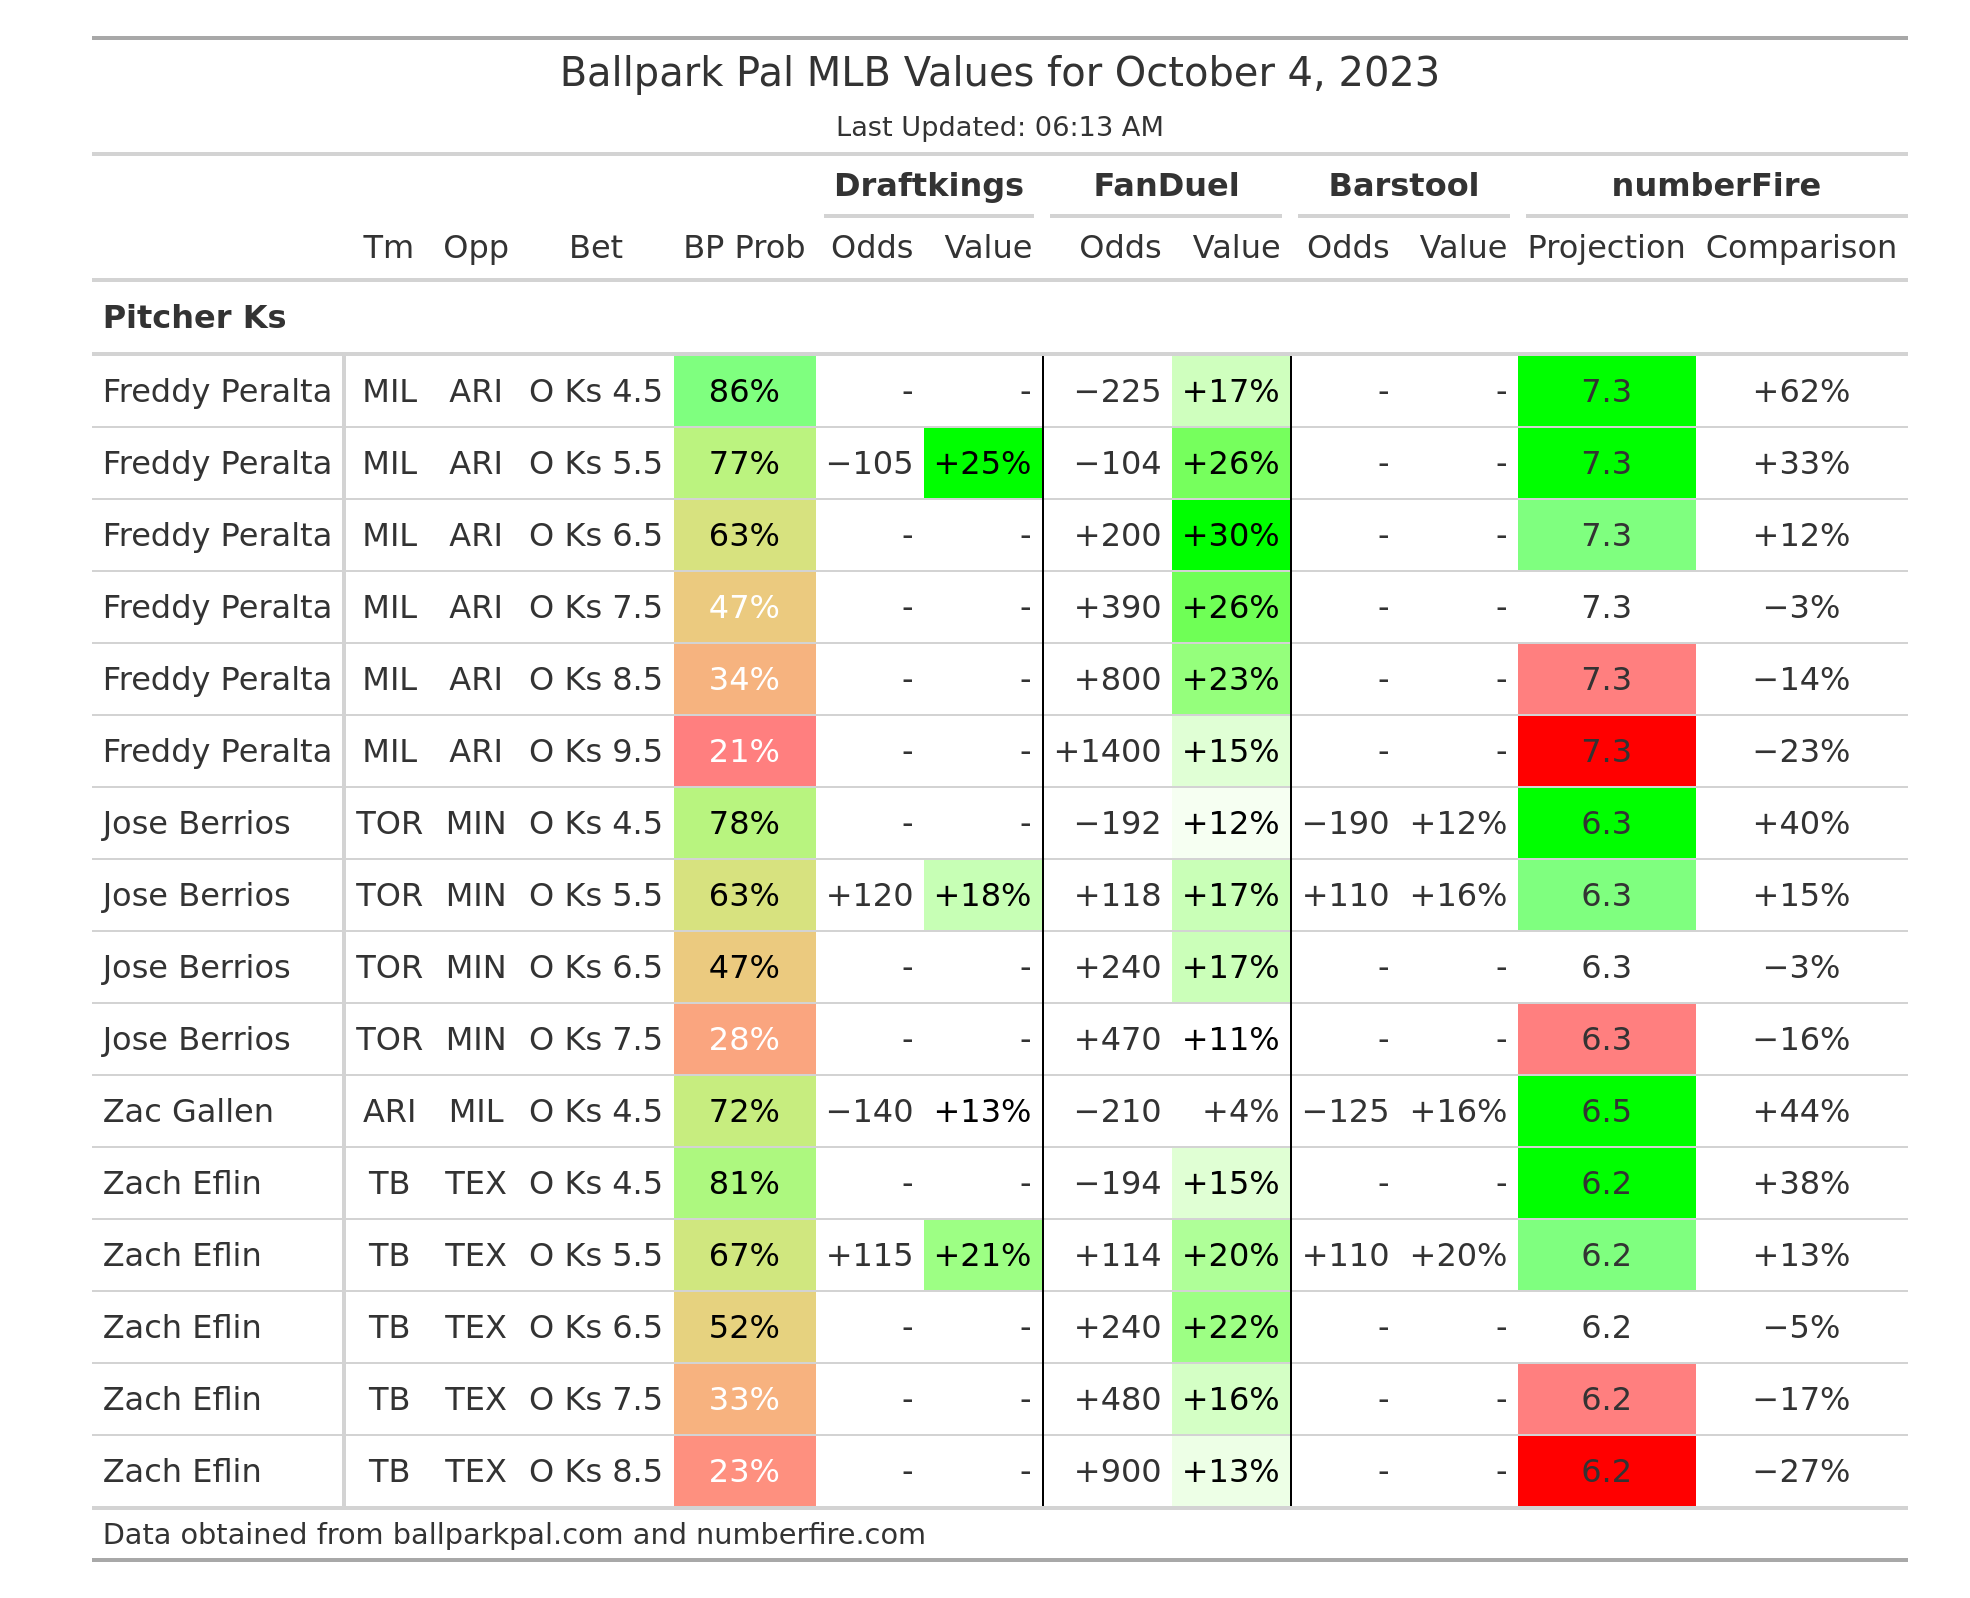 Ballpark Pal MLB Values for October 4, 2023
Last Updated: 06:13 AM
Draftkings FanDuel Barstool numberFire
Tm Opp Bet BP Prob Odds Value Odds Value Odds Value Projection Comparison
Pitcher Ks
Freddy Peralta MIL ARI O Ks 4.5 86% - - −225 +17% - - 7.3 +62%
Freddy Peralta MIL ARI O Ks 5.5 77% −105 +25% −104 +26% - - 7.3 +33%
Freddy Peralta MIL ARI O Ks 6.5 63% - - +200 +30% - - 7.3 +12%
Freddy Peralta MIL ARI O Ks 7.5 47% - - +390 +26% - - 7.3 −3%
Freddy Peralta MIL ARI O Ks 8.5 34% - - +800 +23% - - 7.3 −14%
Freddy Peralta MIL ARI O Ks 9.5 21% - - +1400 +15% - - 7.3 −23%
Jose Berrios TOR MIN O Ks 4.5 78% - - −192 +12% −190 +12% 6.3 +40%
Jose Berrios TOR MIN O Ks 5.5 63% +120 +18% +118 +17% +110 +16% 6.3 +15%
Jose Berrios TOR MIN O Ks 6.5 47% - - +240 +17% - - 6.3 −3%
Jose Berrios TOR MIN O Ks 7.5 28% - - +470 +11% - - 6.3 −16%
Zac Gallen ARI MIL O Ks 4.5 72% −140 +13% −210 +4% −125 +16% 6.5 +44%
Zach Eflin TB TEX O Ks 4.5 81% - - −194 +15% - - 6.2 +38%
Zach Eflin TB TEX O Ks 5.5 67% +115 +21% +114 +20% +110 +20% 6.2 +13%
Zach Eflin TB TEX O Ks 6.5 52% - - +240 +22% - - 6.2 −5%
Zach Eflin TB TEX O Ks 7.5 33% - - +480 +16% - - 6.2 −17%
Zach Eflin TB TEX O Ks 8.5 23% - - +900 +13% - - 6.2 −27%
Data obtained from ballparkpal.com and numberfire.com